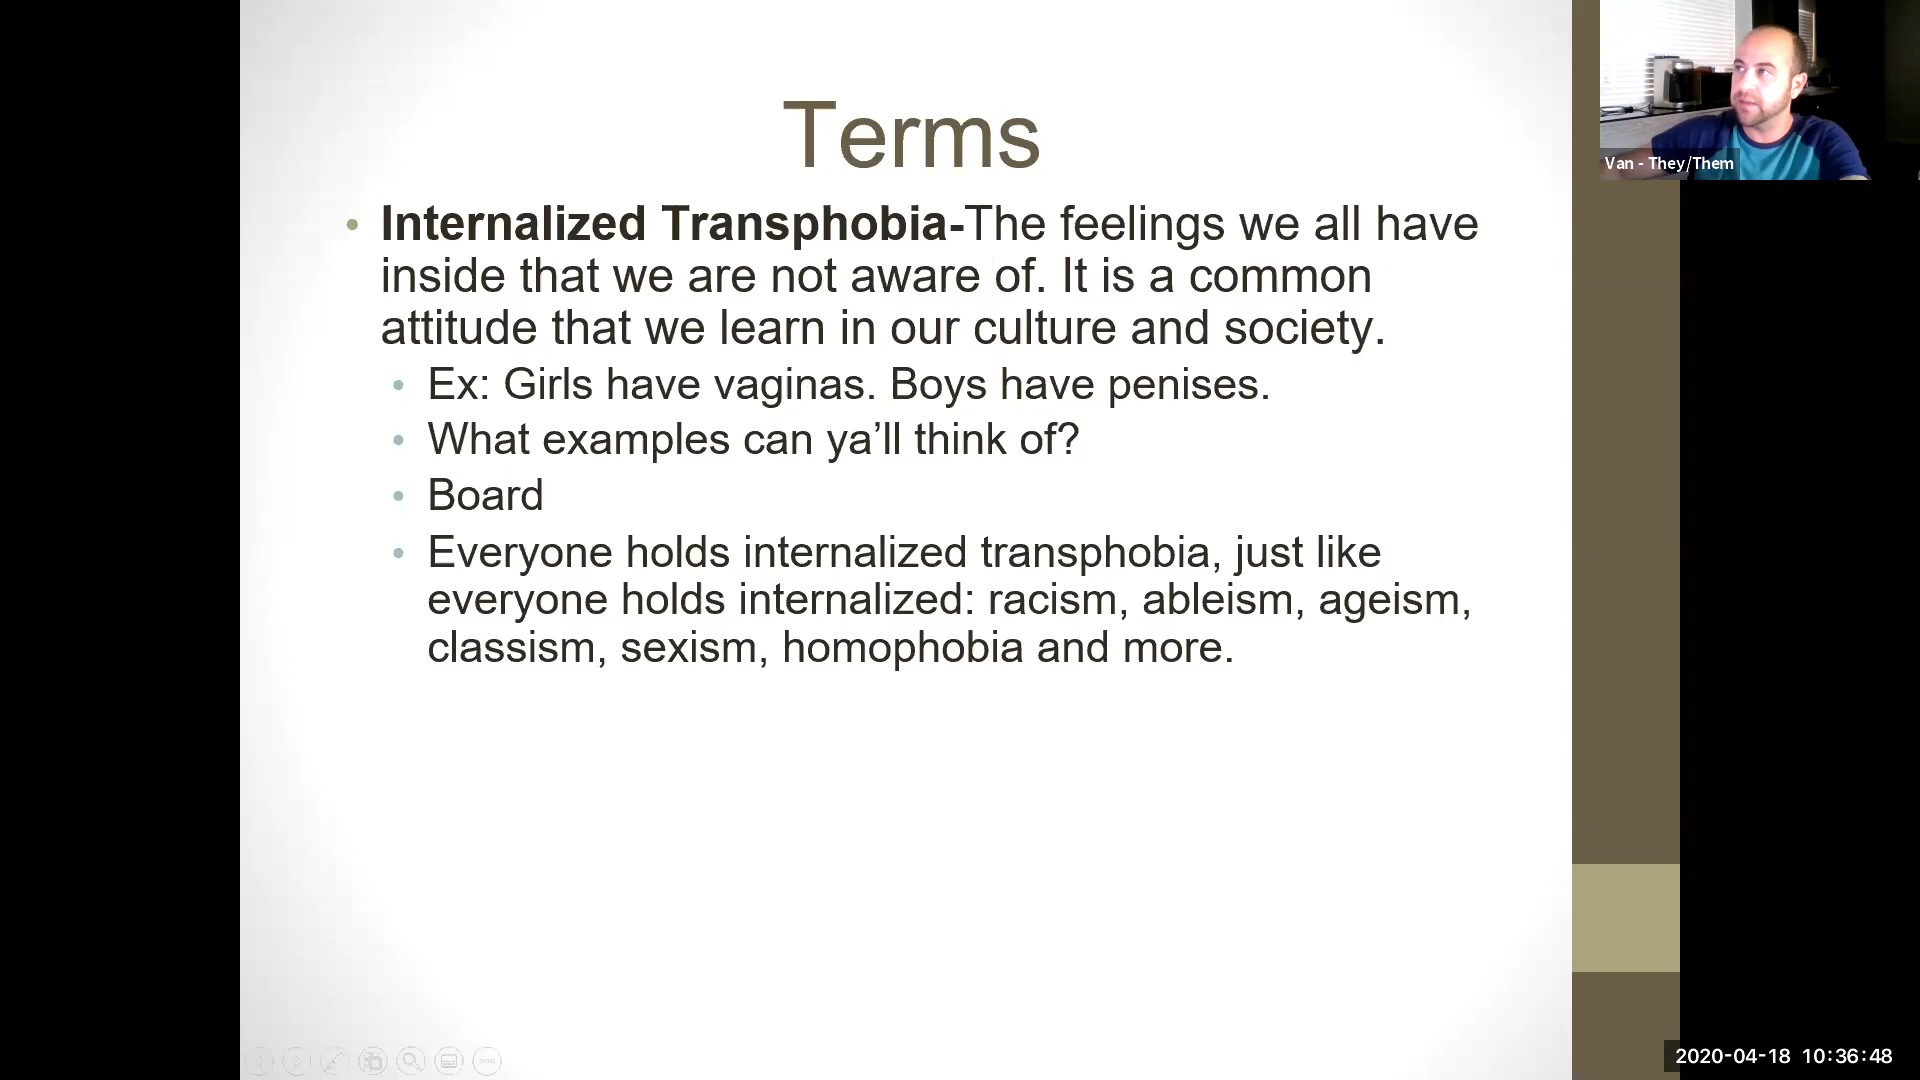 Terms
Van - They/Them
• Internalized Transphobia-The feelings we all have
inside that we are not aware of. It is a common
attitude that we learn in our culture and society.
• Ex: Girls have vaginas. Boys have penises.
• What examples can ya’ll think of?
• Board
• Everyone holds internalized transphobia, just like
everyone holds internalized: racism, ableism, ageism,
classism, sexism, homophobia and more.
2020-04-18 10:36:48